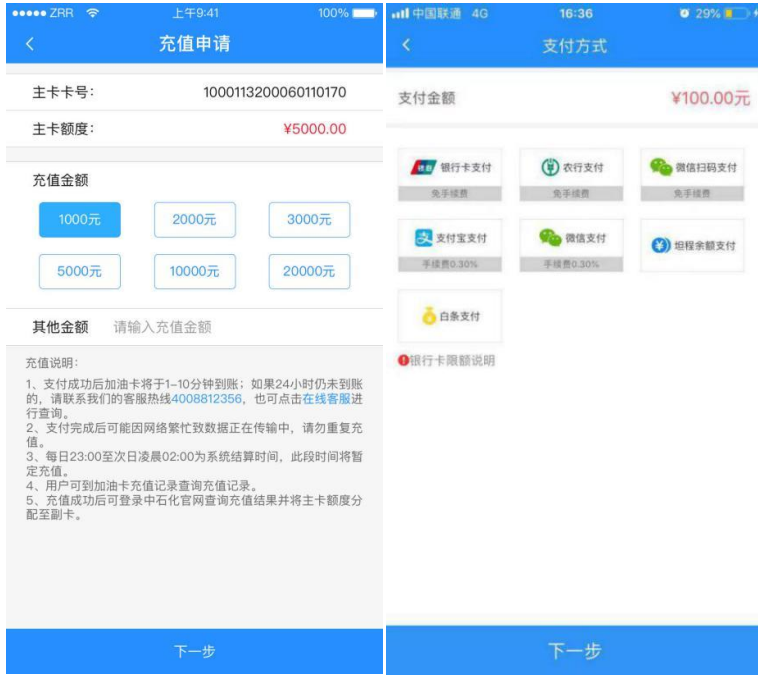 ZRR 上午9:41 100%
充值申请
主卡卡号： 1000113200060110170
主卡额度： ¥5000.00
充值金额
1000元 2000元 3000元
5000元 10000元 20000元
其他金额 请输入充值金额
充值说明：
1、支付成功后加油卡将于1-10分钟到账；如果24小时仍未到账
的，请联系我们的客服热线4008812356，也可点击在线客服进
行查询。
2、支付完成后可能因网络繁忙致数据正在传输中，请勿重复充
值。
3、每日23:00至次日凌晨02:00为系统结算时间，此段时间将暂
定充值。
4、用户可到加油卡充值记录查询充值记录。
5、充值成功后可登录中石化官网查询充值结果并将主卡额度分
配至副卡。
下一步
中国联通 4G 16:36 29%
支付方式
支付金额 ¥100.00元
银行卡支付 农行支付 微信扫码支付
免手续费 免手续费 免手续费
支付宝支付 微信支付 坦程余额支付
手续费0.30% 手续费0.30%
白条支付
银行卡限额说明
下一步